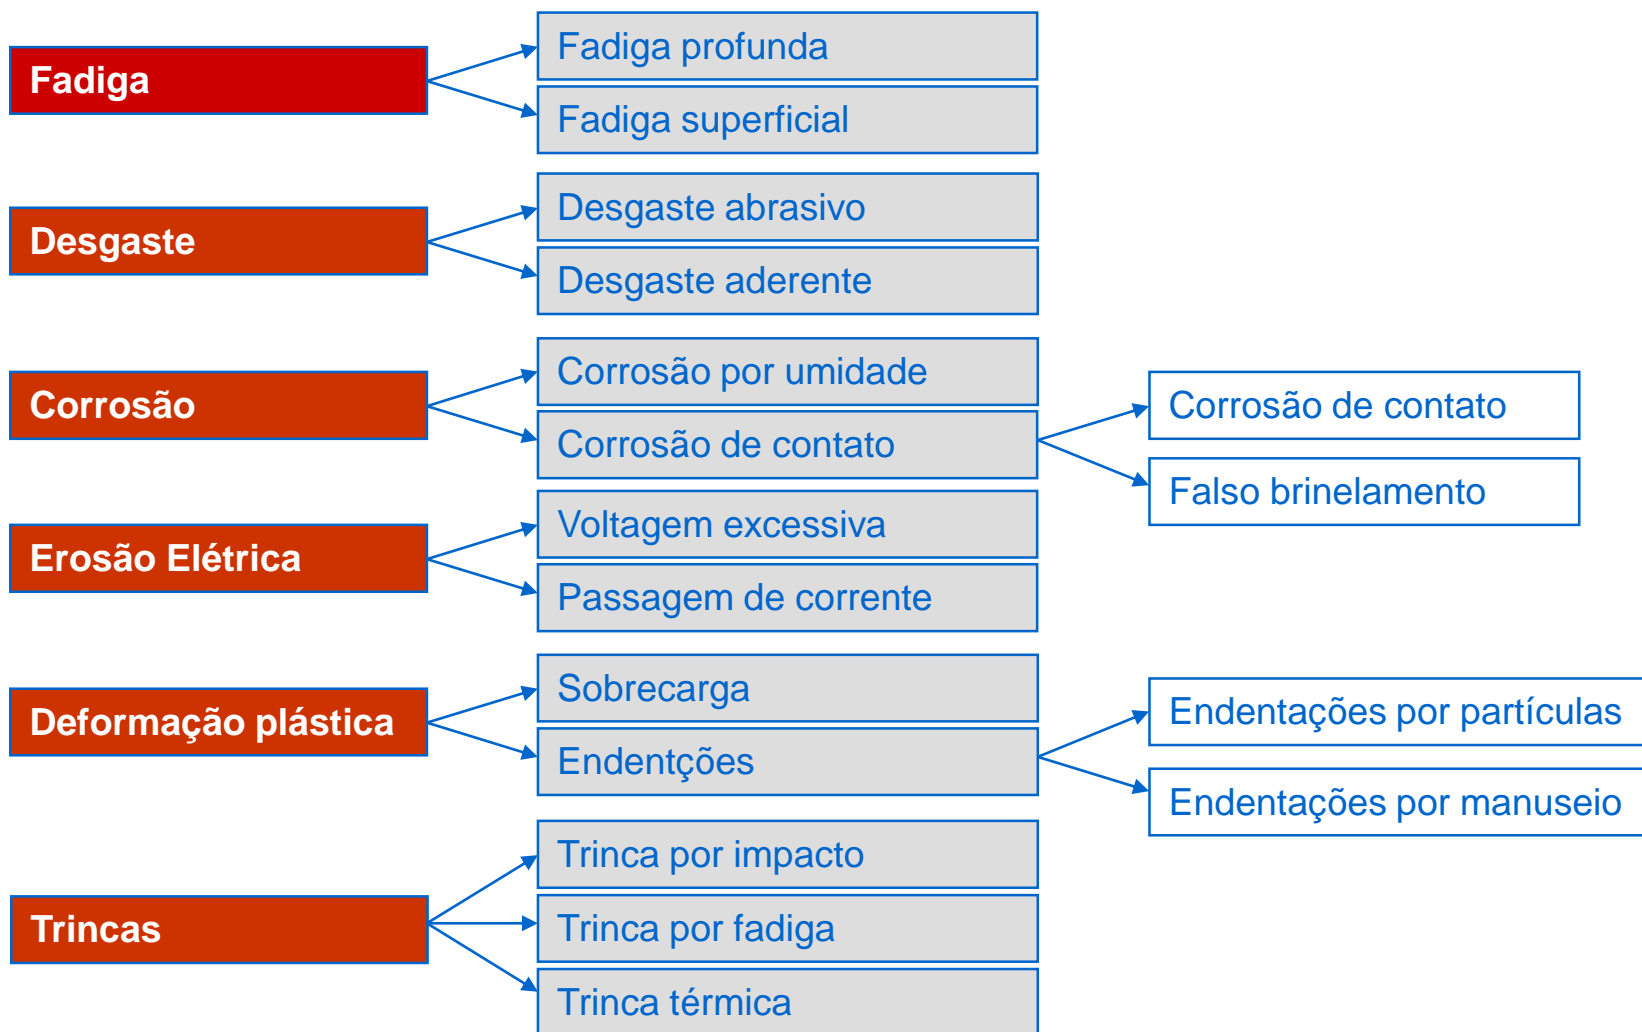 Fadiga
Fadiga profunda
Fadiga superficial
Desgaste
Desgaste abrasivo
Desgaste aderente
Corrosão
Corrosão por umidade
Corrosão de contato
Corrosão de contato
Falso brinelamento
Erosão Elétrica
Voltagem excessiva
Passagem de corrente
Deformação plástica
Sobrecarga
Endentções
Endentações por partículas
Endentações por manuseio
Trincas
Trinca por impacto
Trinca por fadiga
Trinca térmica